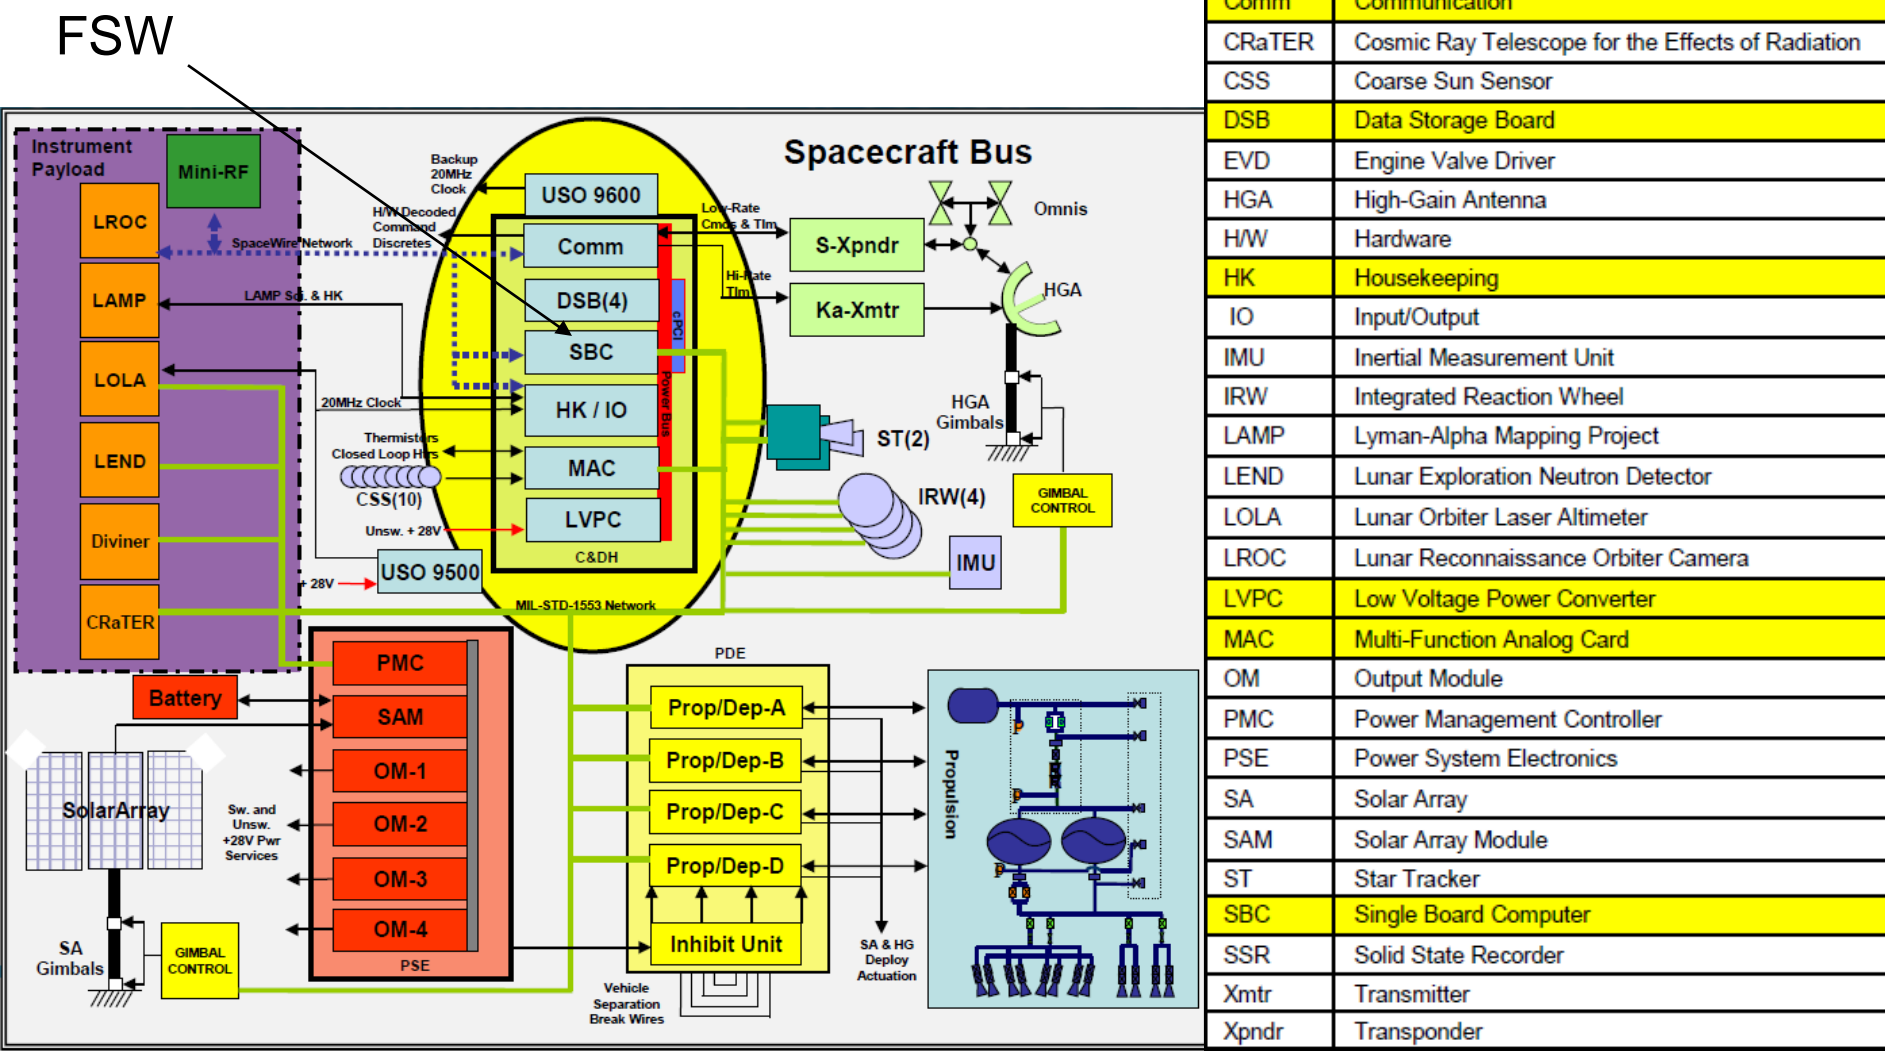 FSW
Instrument
Payload
Mini-RF
LROC
LAMP
LOLA
LEND
Diviner
CRaTER
SpaceWire Network
LAMP Sci. & HK
20MHz Clock
Thermistors
Closed Loop Htrs
CSS(10)
Unsw. + 28V
+ 28V
USO 9500
Backup
20MHz
Clock
H/W Decoded
Command
Discretes
USO 9600
Comm
DSB(4)
SBC
HK / IO
MAC
LVPC
C&DH
cPCI
Power Bus
MIL-STD-1553 Network
Spacecraft Bus
Low-Rate
Cmds & Tlm
Hi-Rate
Tlm
S-Xpndr
Ka-Xmtr
Omnis
HGA
HGA
Gimbals
GIMBAL
CONTROL
ST(2)
IRW(4)
IMU
Battery
SolarArray
SA
Gimbals
GIMBAL
CONTROL
Sw. and
Unsw.
+28V Pwr
Services
PMC
SAM
OM-1
OM-2
OM-3
OM-4
PSE
PDE
Prop/Dep-A
Prop/Dep-B
Prop/Dep-C
Prop/Dep-D
Inhibit Unit
Vehicle
Separation
Break Wires
SA & HG
Deploy
Actuation
Propulsion
P
P
P
Comm Communication
CRaTER Cosmic Ray Telescope for the Effects of Radiation
CSS Coarse Sun Sensor
DSB Data Storage Board
EVD Engine Valve Driver
HGA High-Gain Antenna
H/W Hardware
HK Housekeeping
IO Input/Output
IMU Inertial Measurement Unit
IRW Integrated Reaction Wheel
LAMP Lyman-Alpha Mapping Project
LEND Lunar Exploration Neutron Detector
LOLA Lunar Orbiter Laser Altimeter
LROC Lunar Reconnaissance Orbiter Camera
LVPC Low Voltage Power Converter
MAC Multi-Function Analog Card
OM Output Module
PMC Power Management Controller
PSE Power System Electronics
SA Solar Array
SAM Solar Array Module
ST Star Tracker
SBC Single Board Computer
SSR Solid State Recorder
Xmtr Transmitter
Xpndr Transponder